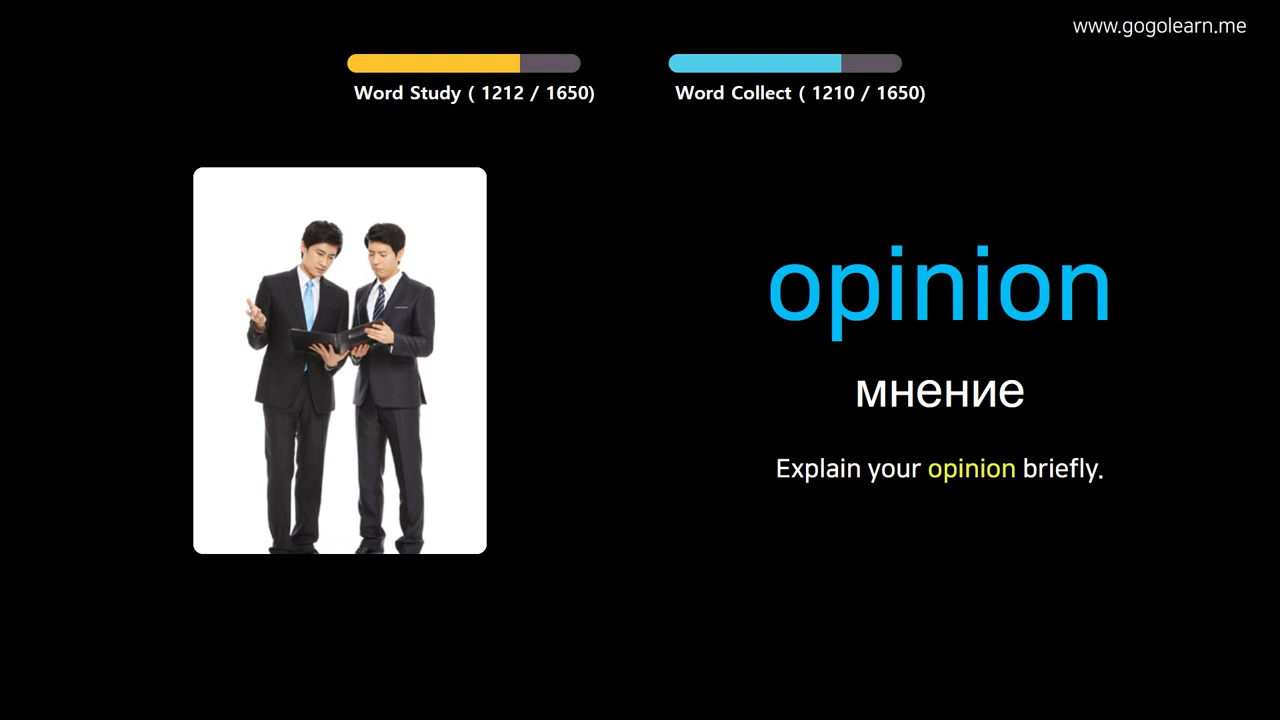 www.gogolearn.me
Word Study ( 1212 / 1650)
Word Collect ( 1210 / 1650)
opinion
мнение
Explain your opinion briefly.